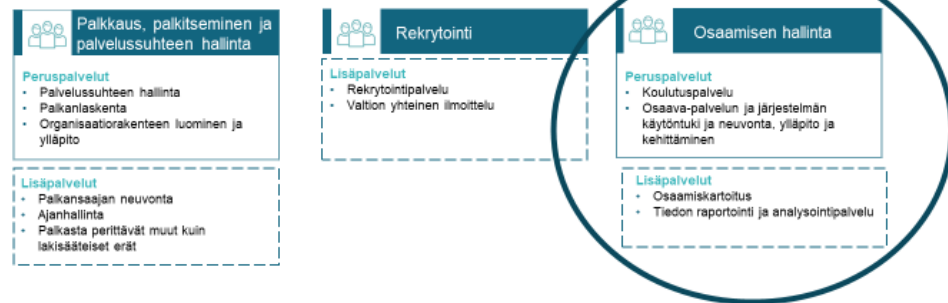 Palkkaus, palkitseminen ja
palvelussuhteen hallinta
Peruspalvelut
• Palvelussuhteen hallinta
• Palkanlaskenta
• Organisaatiorakenteen luominen ja
ylläpito
Lisäpalvelut
• Palkansaajan neuvonta
• Ajanhallinta
• Palkasta perittävät muut kuin
lakisääteiset erät
Rekrytointi
Lisäpalvelut
• Rekrytointipalvelu
• Valtion yhteinen ilmoittelu
Osaamisen hallinta
Peruspalvelut
• Koulutuspalvelu
• Osaava-palvelun ja järjestelmän
käytöntuki ja neuvonta, ylläpito ja
kehittäminen
Lisäpalvelut
• Osaamiskartoitus
• Tiedon raportointi ja analysointipalvelu